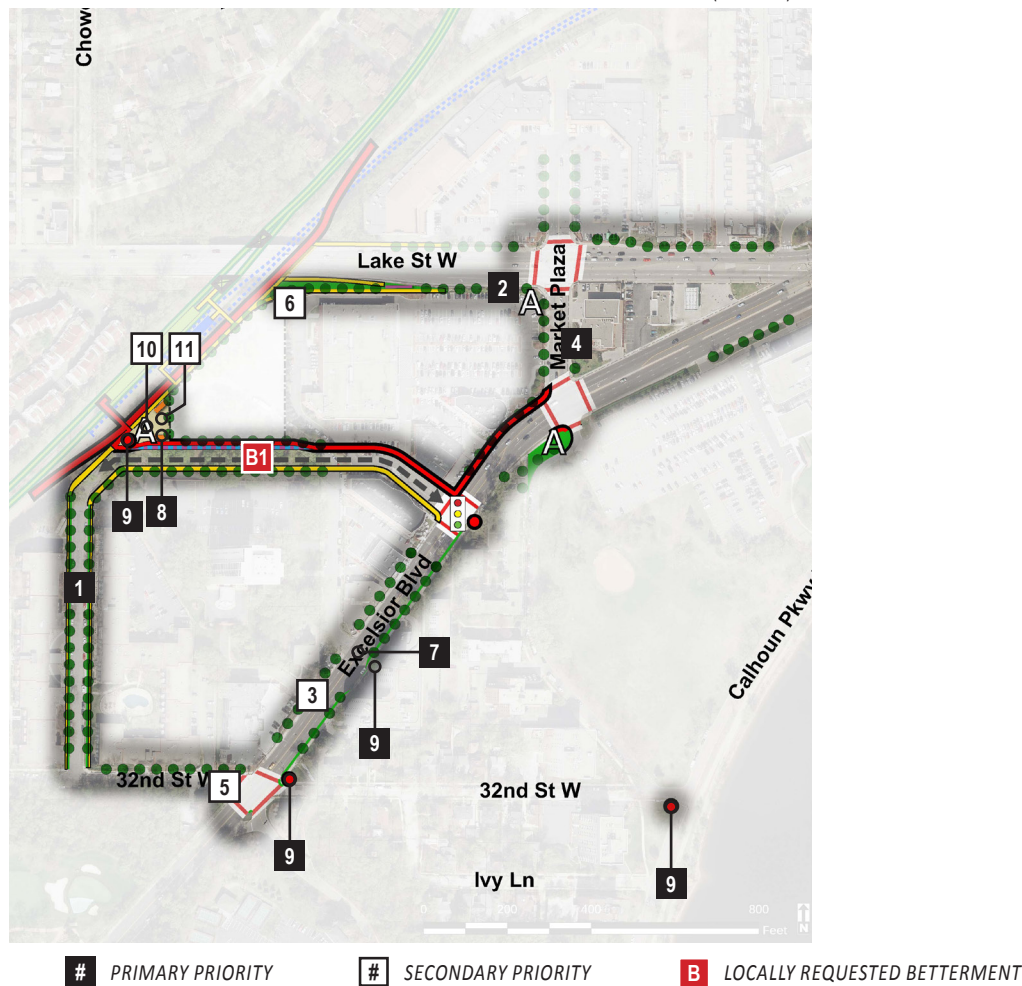 Chow
Lake St W
Market Plaza
2
6
4
10
11
A
A
A
B1
9
8
1
Excelsior Blvd
7
3
9
Calhoun Pkwy
32nd St W
5
32nd St W
9
9
Ivy Ln
0 200 400 800
Feet
N
# PRIMARY PRIORITY # SECONDARY PRIORITY B LOCALLY REQUESTED BETTERMENT